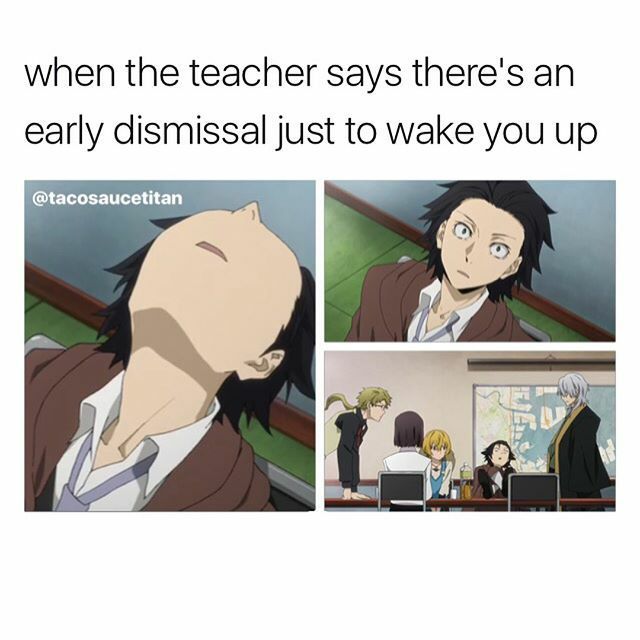 when the teacher says there's an
early dismissal just to wake you up
@tacosaucetitan